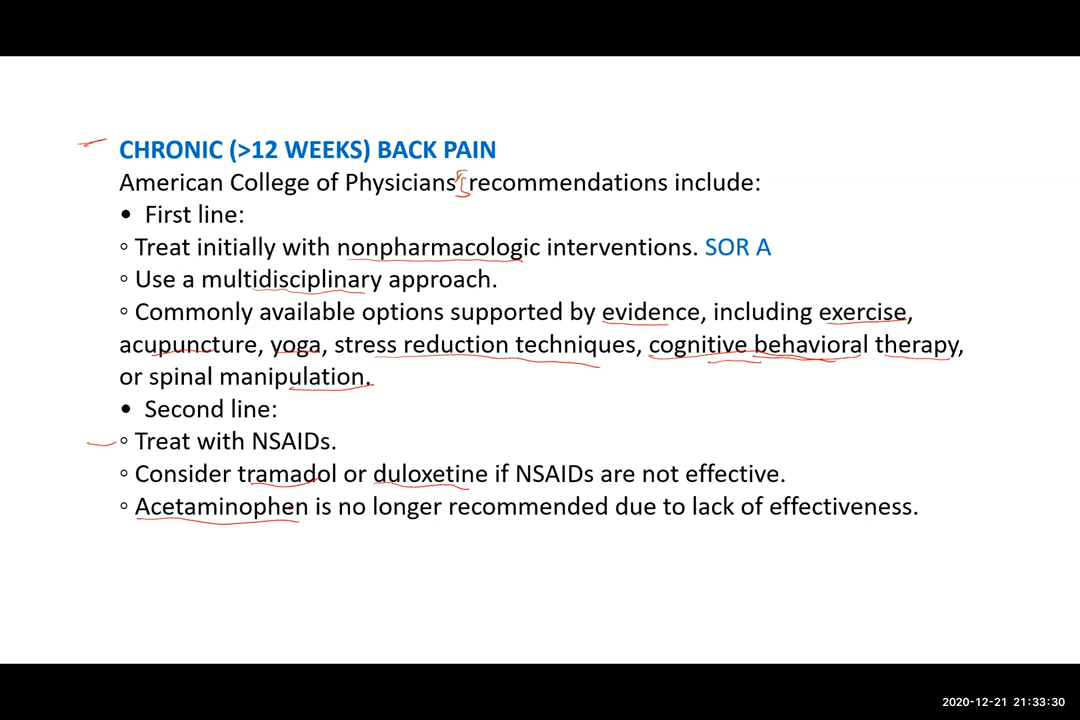 CHRONIC (>12 WEEKS) BACK PAIN
American College of Physicians' recommendations include:
• First line:
◦ Treat initially with nonpharmacologic interventions. SOR A
◦ Use a multidisciplinary approach.
◦ Commonly available options supported by evidence, including exercise,
acupuncture, yoga, stress reduction techniques, cognitive behavioral therapy,
or spinal manipulation.
• Second line:
◦ Treat with NSAIDs.
◦ Consider tramadol or duloxetine if NSAIDs are not effective.
◦ Acetaminophen is no longer recommended due to lack of effectiveness.
2020-12-21 21:33:30